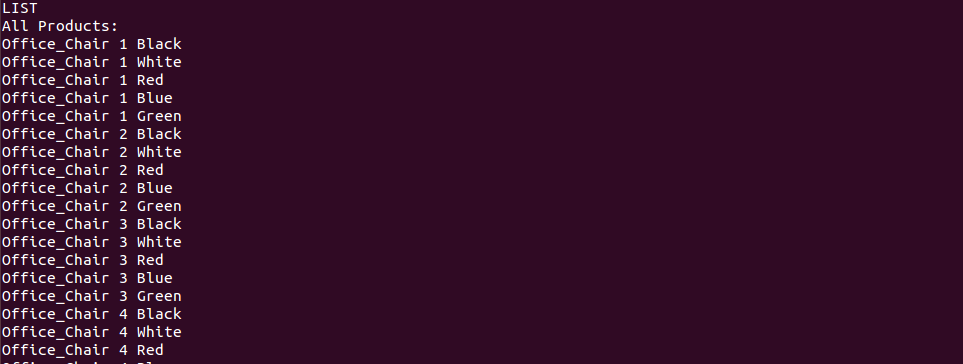 LIST
All Products:
Office_Chair 1 Black
Office_Chair 1 White
Office_Chair 1 Red
Office_Chair 1 Blue
Office_Chair 1 Green
Office_Chair 2 Black
Office_Chair 2 White
Office_Chair 2 Red
Office_Chair 2 Blue
Office_Chair 2 Green
Office_Chair 3 Black
Office_Chair 3 White
Office_Chair 3 Red
Office_Chair 3 Blue
Office_Chair 3 Green
Office_Chair 4 Black
Office_Chair 4 White
Office_Chair 4 Red